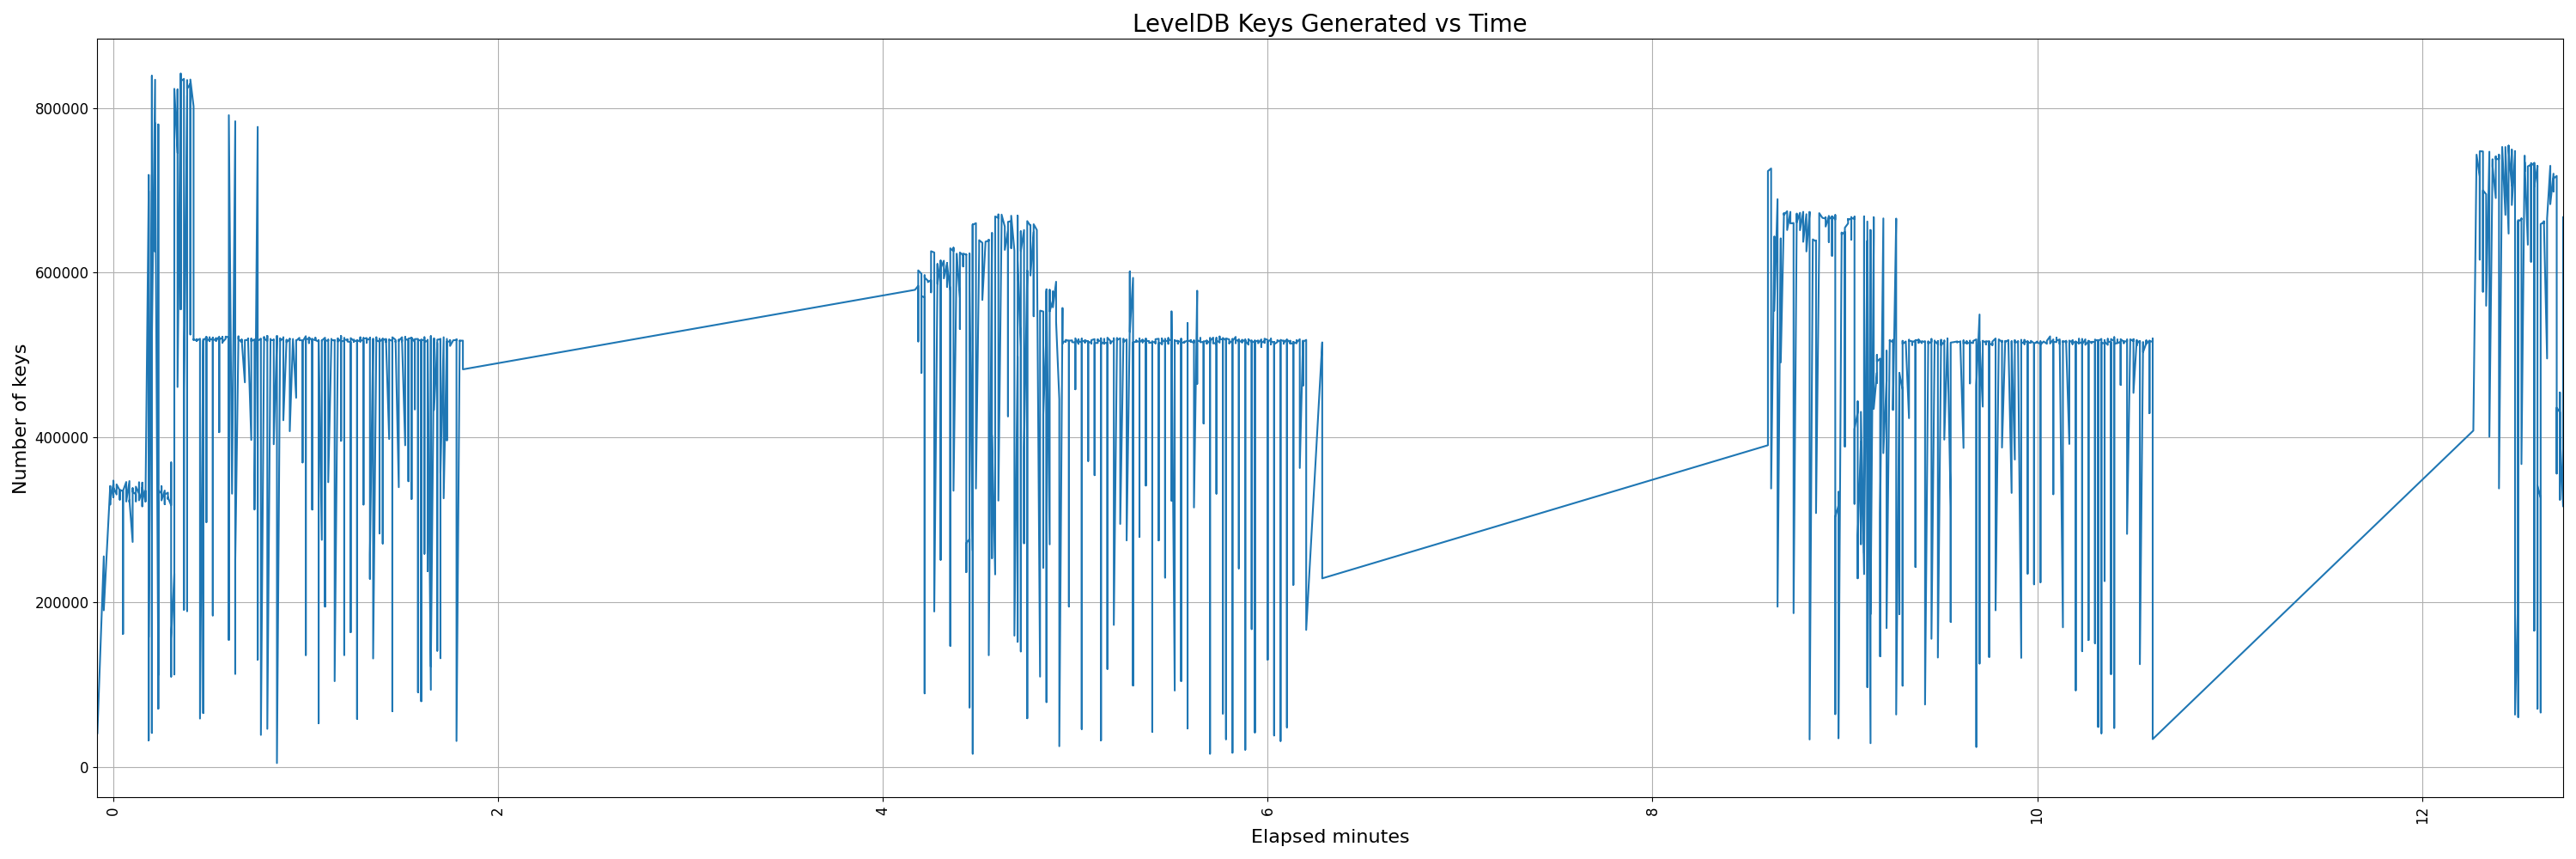 LevelDB Keys Generated vs Time
Number of keys
800000
600000
400000
200000
0
0 2 4 6 8 10 12
Elapsed minutes